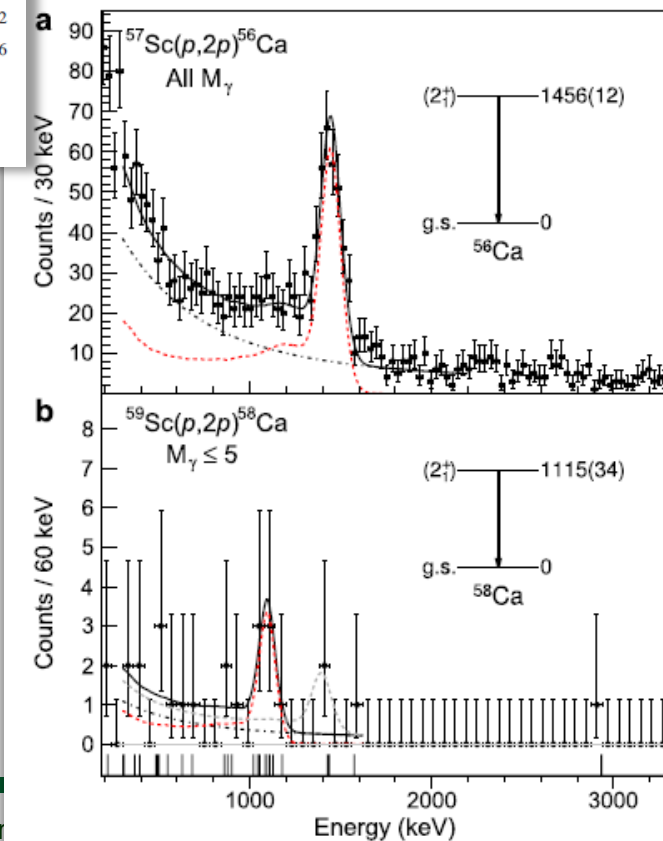 2
6
a
⁵⁷Sc(p,2p)⁵⁶Ca
All Mγ
(2₁⁺) 1456(12)
g.s. 0
⁵⁶Ca
Counts / 30 keV
90
80
70
60
50
40
30
20
10
b
⁵⁹Sc(p,2p)⁵⁸Ca
Mγ ≤ 5
(2₁⁺) 1115(34)
g.s. 0
⁵⁸Ca
Counts / 60 keV
8
7
6
5
4
3
2
1
0
1000 2000 3000
Energy (keV)